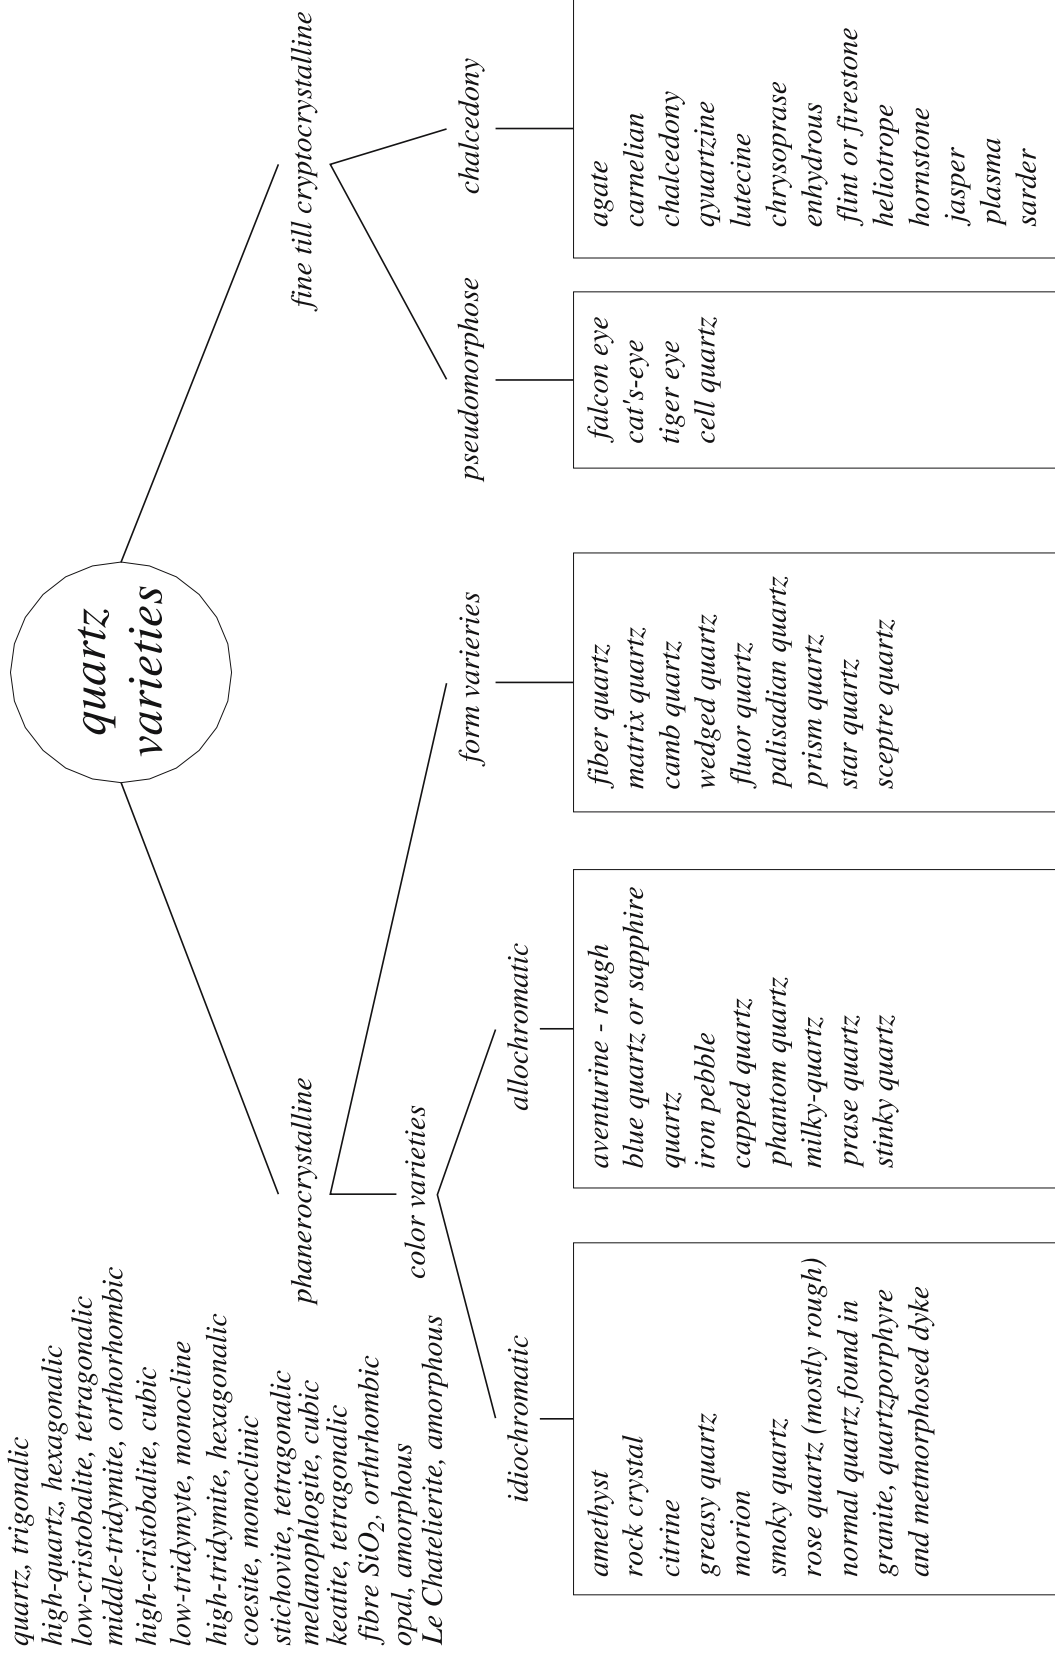 quartz, trigonalic
high-quartz, hexagonalic
low-cristobalite, tetragonalic
middle-tridymite, orthorhombic
high-cristobalite, cubic
low-tridymyte, monocline
high-tridymite, hexagonalic
coesite, monoclinic
stichovite, tetragonalic
melanophlogite, cubic
keatite, tetragonalic
fibre SiO2, orthrhombic
opal, amorphous
Le Chatelierite, amorphous
quartz
varieties
phanerocrystalline
fine till cryptocrystalline
color varieties
form varieries
pseudomorphose
chalcedony
idiochromatic
allochromatic
amethyst
rock crystal
citrine
greasy quartz
morion
smoky quartz
rose quartz (mostly rough)
normal quartz found in
granite, quartzporphyre
and metmorphosed dyke
aventurine - rough
blue quartz or sapphire
quartz
iron pebble
capped quartz
phantom quartz
milky-quartz
prase quartz
stinky quartz
fiber quartz
matrix quartz
camb quartz
wedged quartz
fluor quartz
palisadian quartz
prism quartz
star quartz
sceptre quartz
falcon eye
cat's-eye
tiger eye
cell quartz
agate
carnelian
chalcedony
qyuartzine
lutecine
chrysoprase
enhydrous
flint or firestone
heliotrope
hornstone
jasper
plasma
sarder